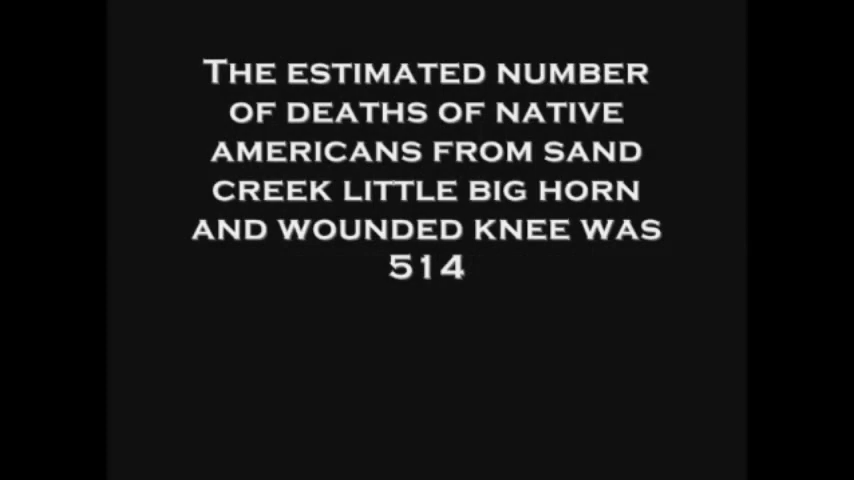 THE ESTIMATED NUMBER
OF DEATHS OF NATIVE
AMERICANS FROM SAND
CREEK LITTLE BIG HORN
AND WOUNDED KNEE WAS
514